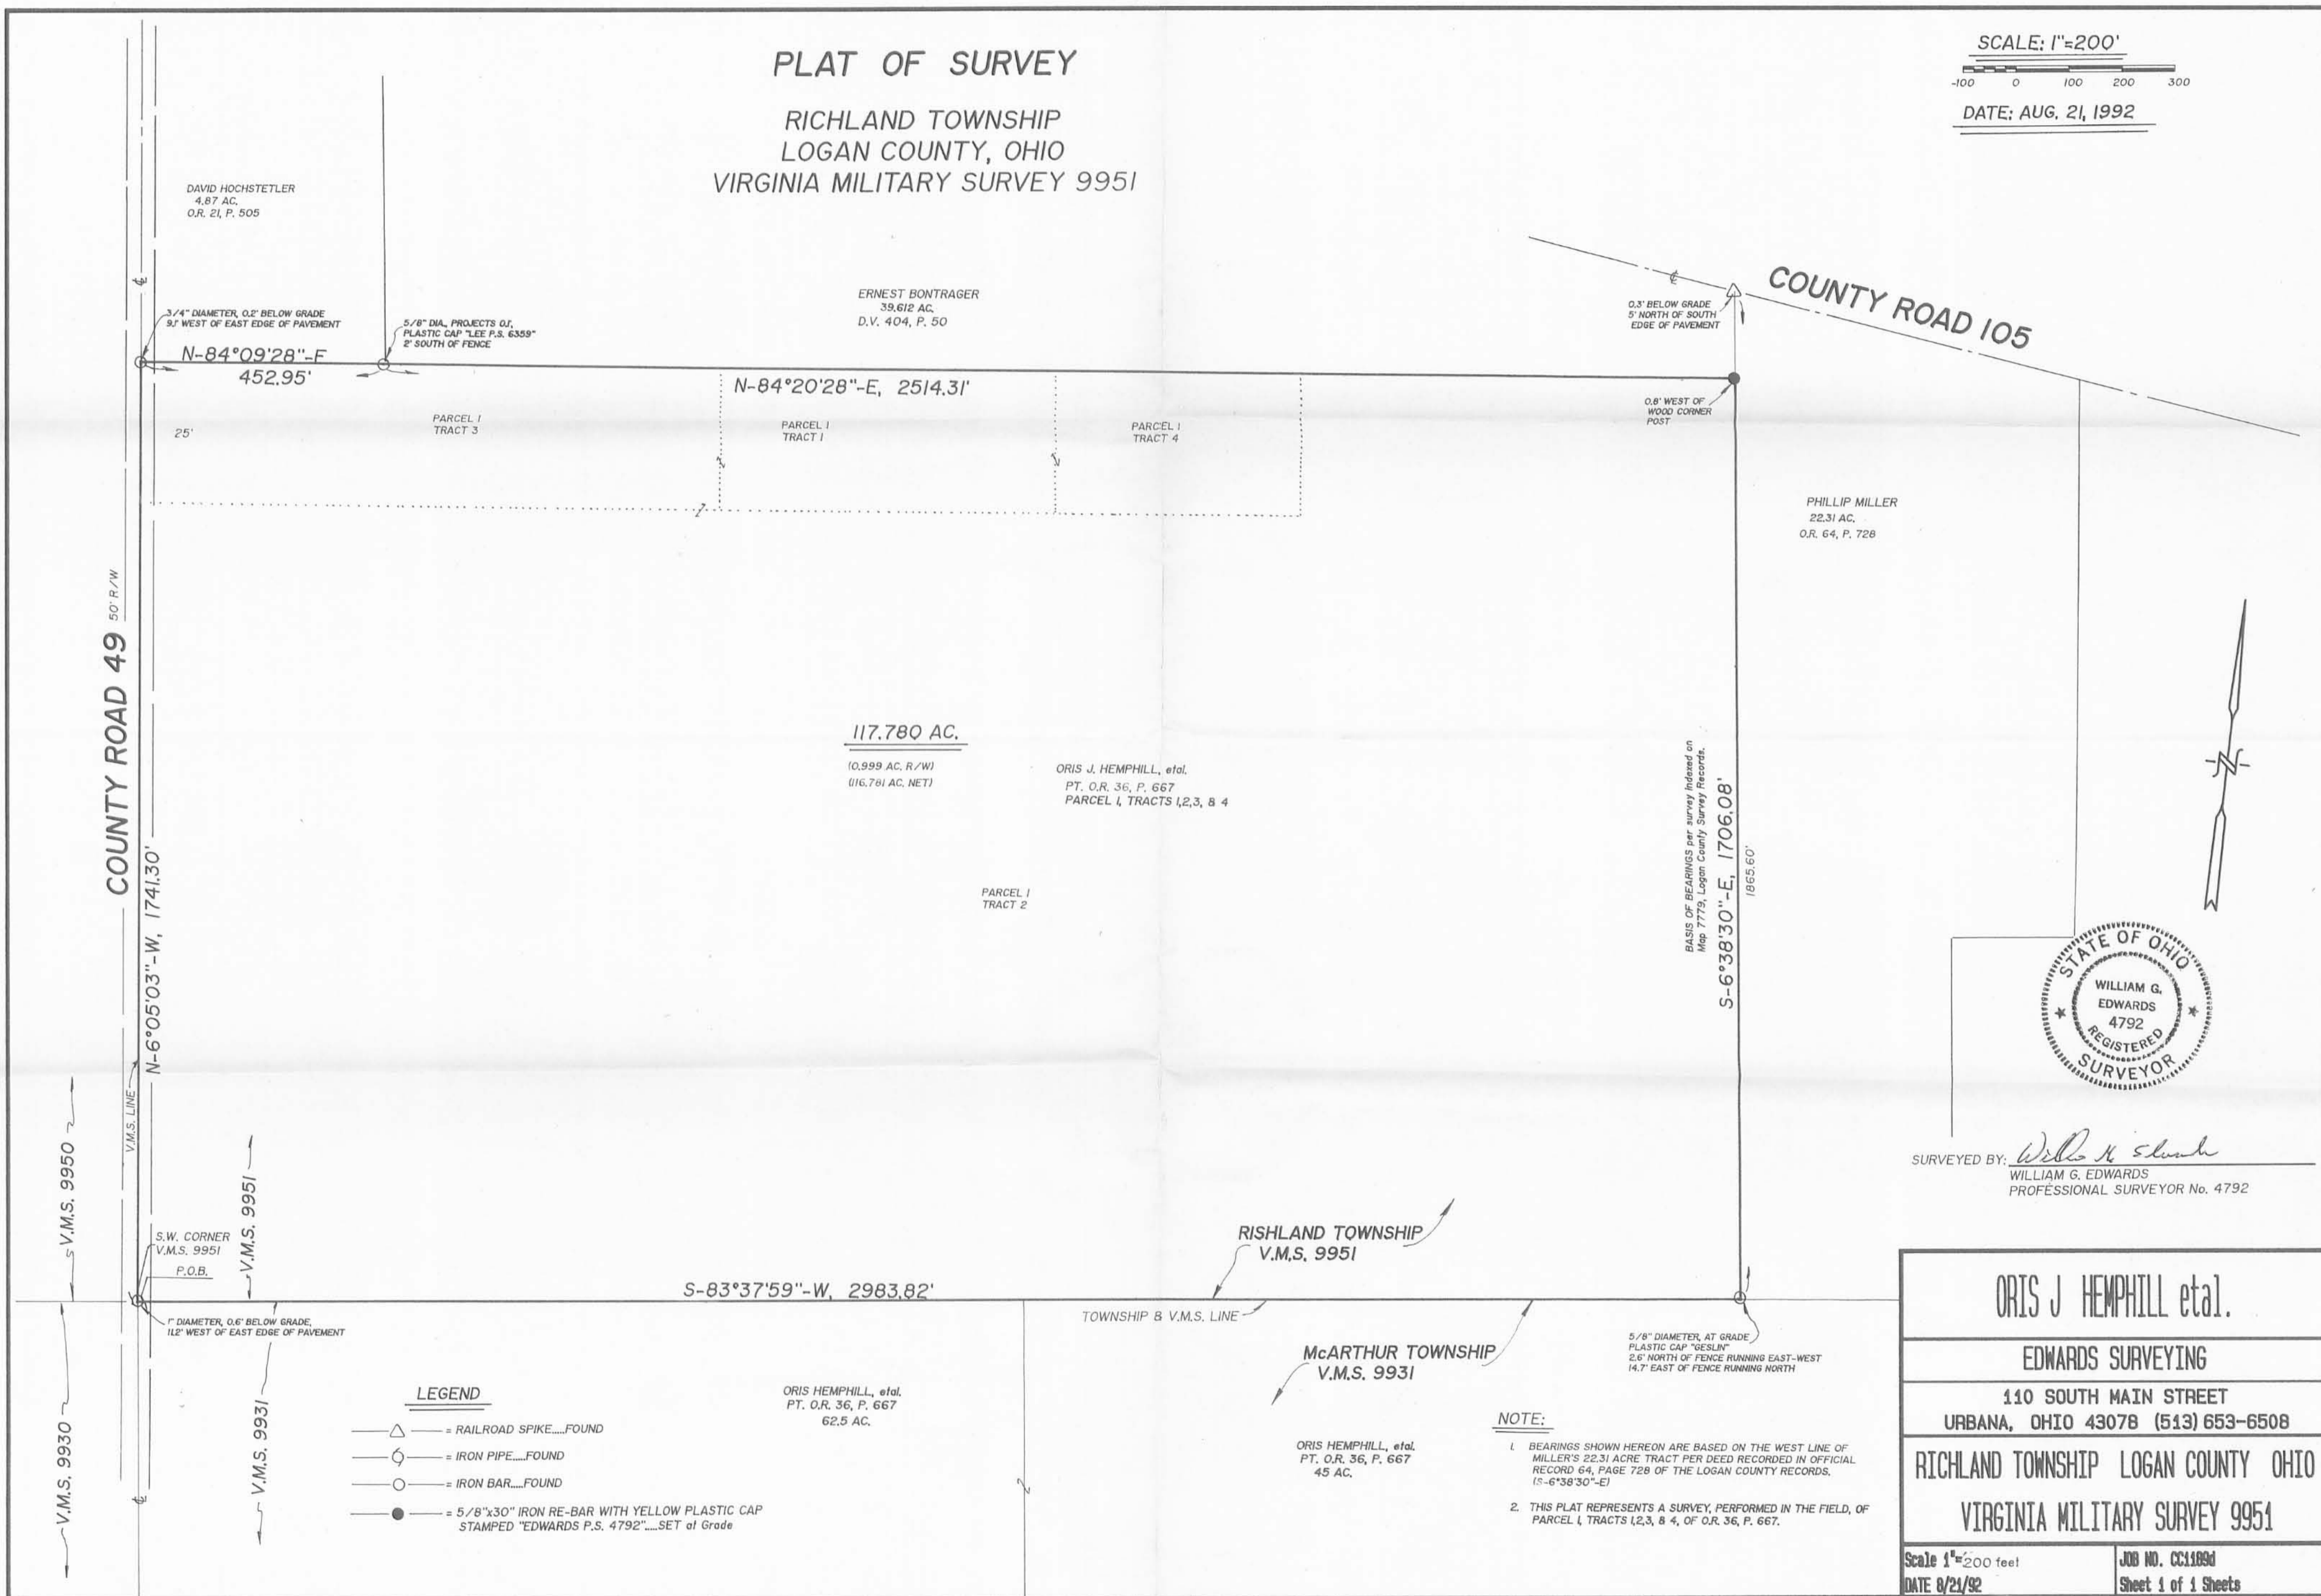 PLAT OF SURVEY
RICHLAND TOWNSHIP
LOGAN COUNTY, OHIO
VIRGINIA MILITARY SURVEY 9951
SCALE: 1"=200'
-100 0 100 200 300
DATE: AUG. 21, 1992
DAVID HOCHSTETLER
4.87 AC.
O.R. 21, P. 505
3/4" DIAMETER, 0.2' BELOW GRADE
9.1' WEST OF EAST EDGE OF PAVEMENT
5/8" DIA., PROJECTS 0.1',
PLASTIC CAP "LEE P.S. 6359"
2' SOUTH OF FENCE
ERNEST BONTRAGER
39.612 AC.
D.V. 404, P. 50
0.3' BELOW GRADE
5' NORTH OF SOUTH
EDGE OF PAVEMENT
COUNTY ROAD 105
N-84°09'28"-E
452.95'
N-84°20'28"-E, 2514.31'
0.8' WEST OF
WOOD CORNER
POST
25'
PARCEL 1
TRACT 3
PARCEL 1
TRACT 1
PARCEL 1
TRACT 4
PHILLIP MILLER
22.31 AC.
O.R. 64, P. 728
COUNTY ROAD 49 50' R/W
N-6°05'03"-W, 1741.30'
V.M.S. LINE
117.780 AC.
(0.999 AC. R/W)
(116.781 AC. NET)
ORIS J. HEMPHILL, etal.
PT. O.R. 36, P. 667
PARCEL 1, TRACTS 1,2,3, & 4
PARCEL 1
TRACT 2
BASIS OF BEARINGS per survey indexed on
Map 7779, Logan County Survey Records.
S-6°38'30"-E, 1706.08'
1865.60'
N
STATE OF OHIO
WILLIAM G.
EDWARDS
4792
REGISTERED
SURVEYOR
SURVEYED BY:
WILLIAM G. EDWARDS
PROFESSIONAL SURVEYOR No. 4792
V.M.S. 9950
V.M.S. 9951
S.W. CORNER
V.M.S. 9951
P.O.B.
S-83°37'59"-W, 2983.82'
RISHLAND TOWNSHIP
V.M.S. 9951
TOWNSHIP & V.M.S. LINE
McARTHUR TOWNSHIP
V.M.S. 9931
1" DIAMETER, 0.6' BELOW GRADE,
11.2' WEST OF EAST EDGE OF PAVEMENT
5/8" DIAMETER, AT GRADE
PLASTIC CAP "GESLIN"
2.6' NORTH OF FENCE RUNNING EAST-WEST
14.7' EAST OF FENCE RUNNING NORTH
V.M.S. 9930
V.M.S. 9931
LEGEND
= RAILROAD SPIKE.....FOUND
= IRON PIPE.....FOUND
= IRON BAR.....FOUND
= 5/8"x30" IRON RE-BAR WITH YELLOW PLASTIC CAP
STAMPED "EDWARDS P.S. 4792".....SET at Grade
ORIS HEMPHILL, etal.
PT. O.R. 36, P. 667
62.5 AC.
ORIS HEMPHILL, etal.
PT. O.R. 36, P. 667
45 AC.
NOTE:
1. BEARINGS SHOWN HEREON ARE BASED ON THE WEST LINE OF
MILLER'S 22.31 ACRE TRACT PER DEED RECORDED IN OFFICIAL
RECORD 64, PAGE 728 OF THE LOGAN COUNTY RECORDS.
(S-6°38'30"-E)
2. THIS PLAT REPRESENTS A SURVEY, PERFORMED IN THE FIELD, OF
PARCEL 1, TRACTS 1,2,3, & 4, OF O.R. 36, P. 667.
ORIS J HEMPHILL etal.
EDWARDS SURVEYING
110 SOUTH MAIN STREET
URBANA, OHIO 43078 (513) 653-6508
RICHLAND TOWNSHIP LOGAN COUNTY OHIO
VIRGINIA MILITARY SURVEY 9951
Scale 1"=200 feet
DATE 8/21/92
JOB NO. CC1189d
Sheet 1 of 1 Sheets